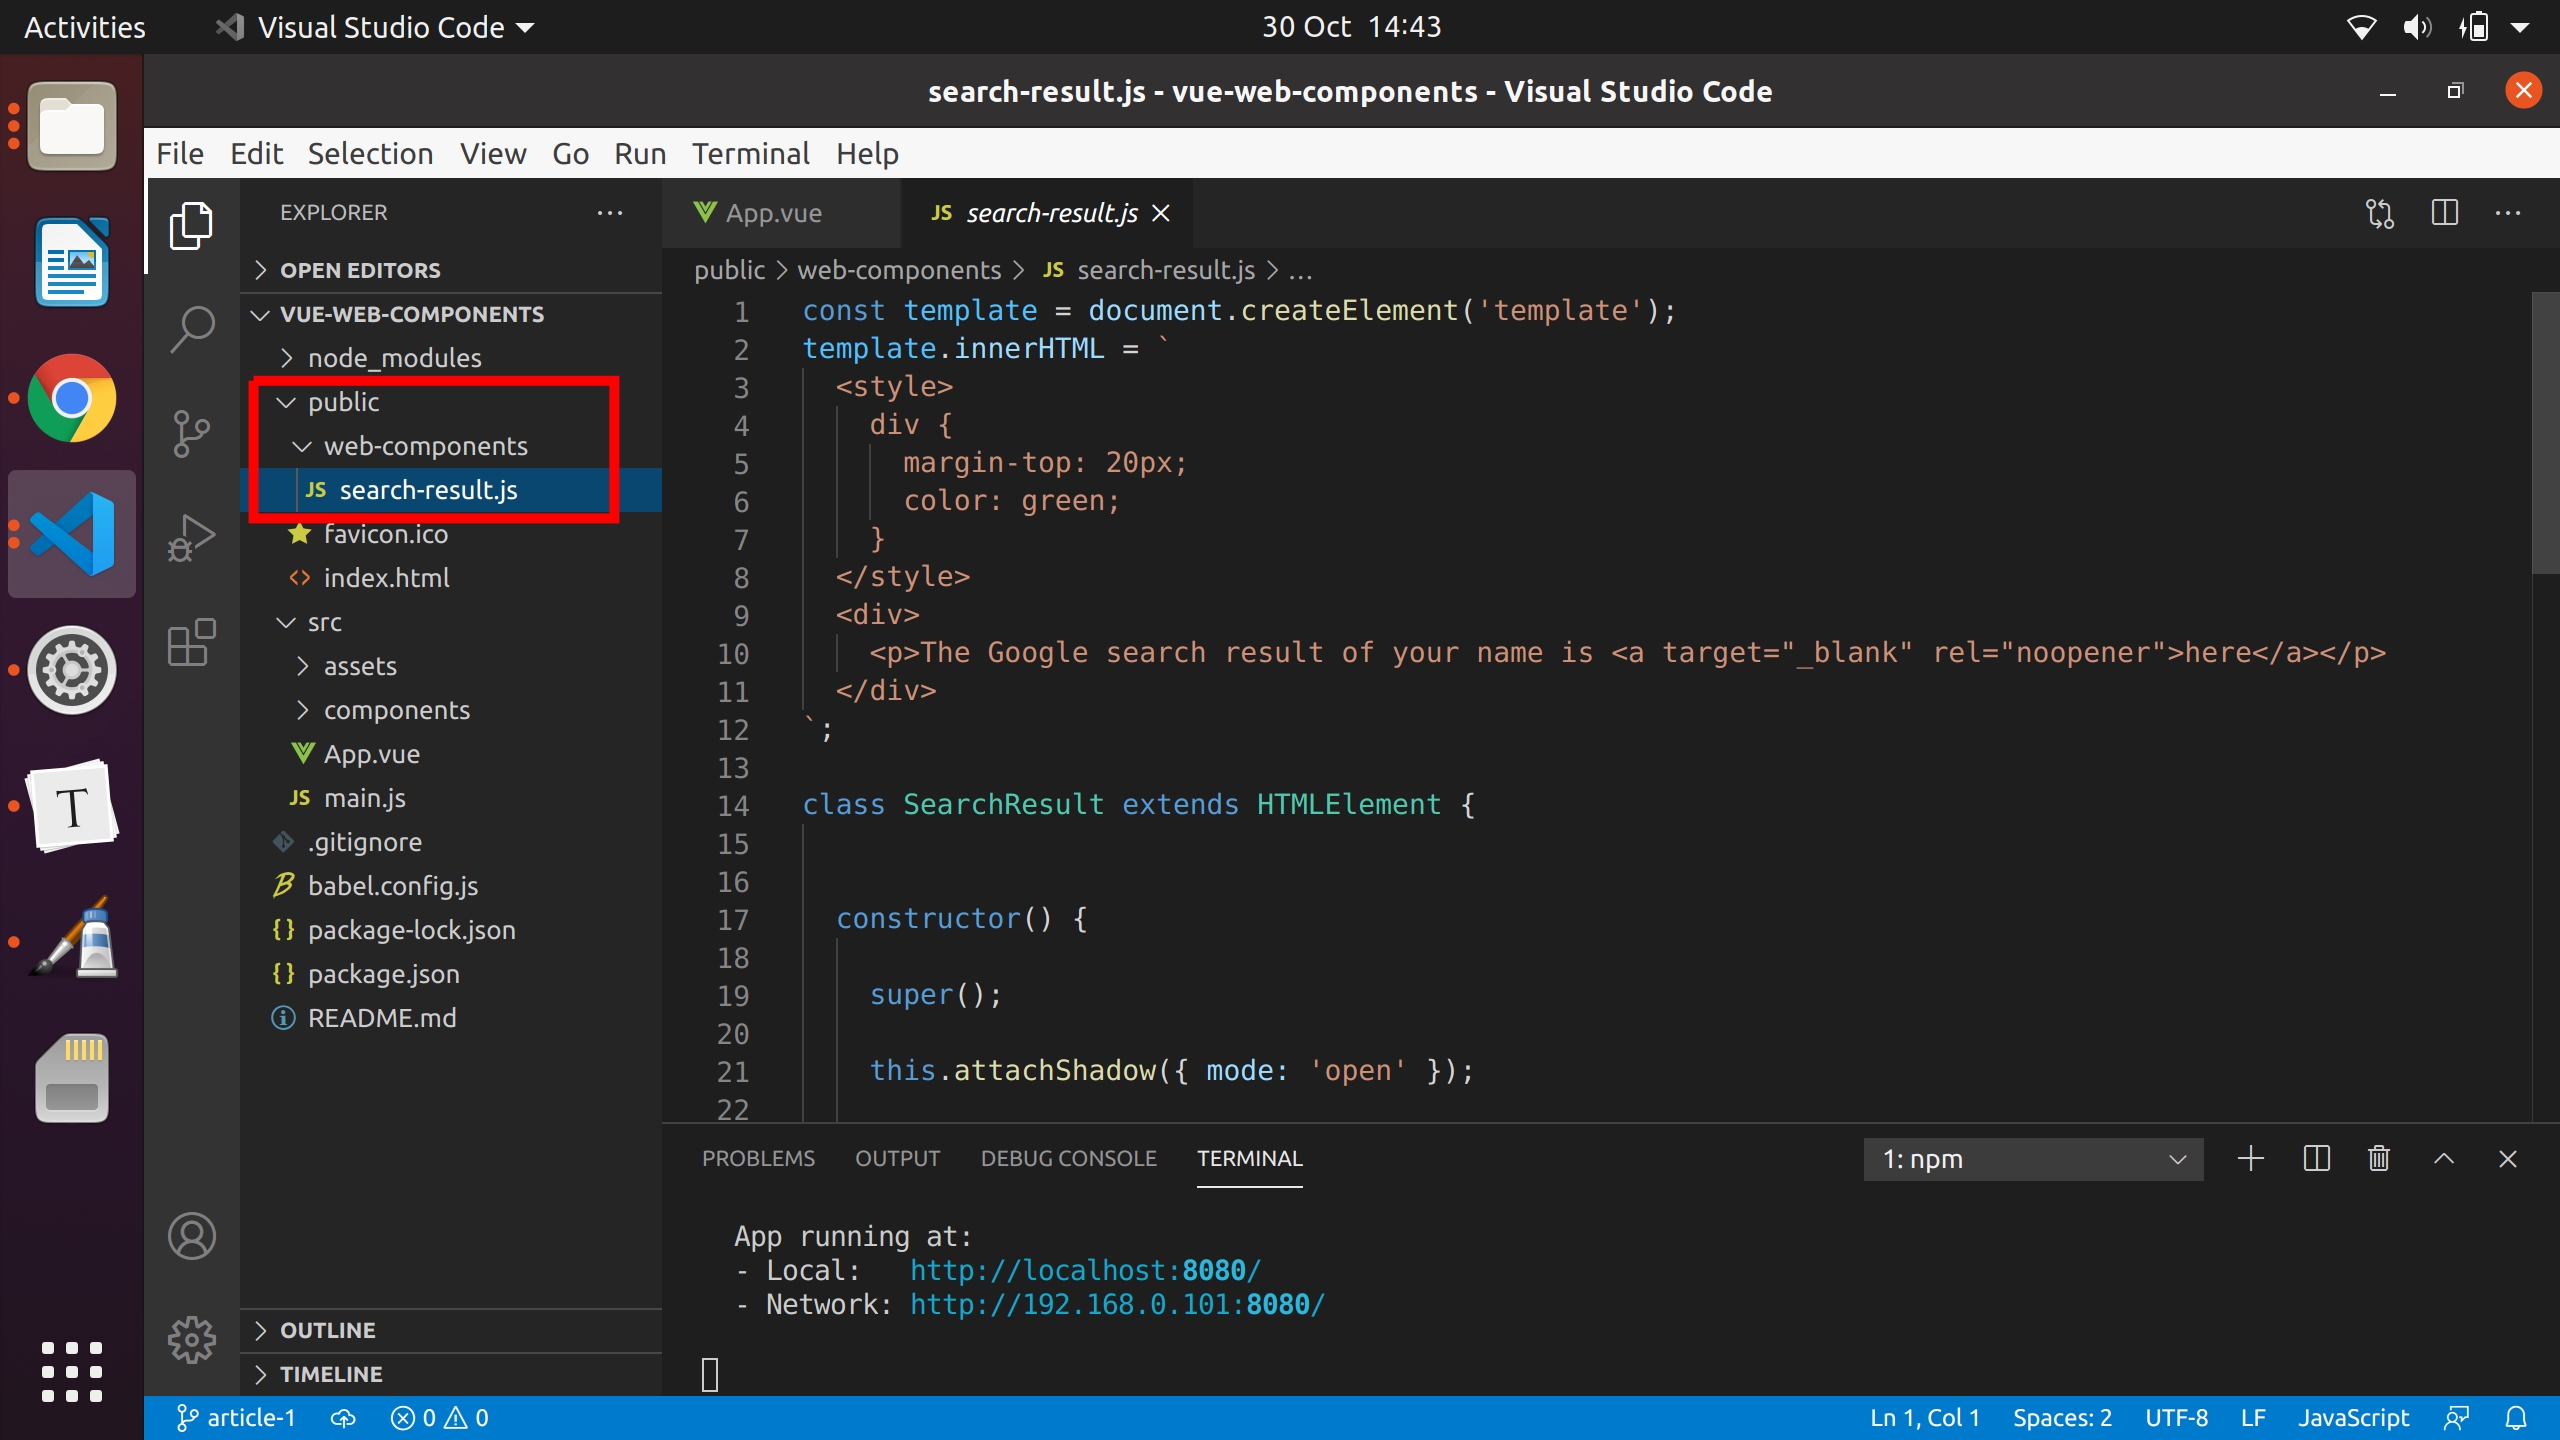 Activities
Visual Studio Code
30 Oct 14:43
search-result.js - vue-web-components - Visual Studio Code
File Edit Selection View Go Run Terminal Help
EXPLORER
OPEN EDITORS
VUE-WEB-COMPONENTS
node_modules
public
web-components
JS search-result.js
favicon.ico
<> index.html
src
assets
components
App.vue
JS main.js
.gitignore
babel.config.js
{} package-lock.json
{} package.json
README.md
OUTLINE
TIMELINE
App.vue
JS search-result.js
public > web-components > JS search-result.js > ...
1 const template = document.createElement('template');
2 template.innerHTML = `
3 <style>
4 div {
5 margin-top: 20px;
6 color: green;
7 }
8 </style>
9 <div>
10 <p>The Google search result of your name is <a target="_blank" rel="noopener">here</a></p>
11 </div>
12 `;
13
14 class SearchResult extends HTMLElement {
15
16
17 constructor() {
18
19 super();
20
21 this.attachShadow({ mode: 'open' });
22
PROBLEMS OUTPUT DEBUG CONSOLE TERMINAL
1: npm
App running at:
- Local: http://localhost:8080/
- Network: http://192.168.0.101:8080/
article-1
0 0
Ln 1, Col 1 Spaces: 2 UTF-8 LF JavaScript
T